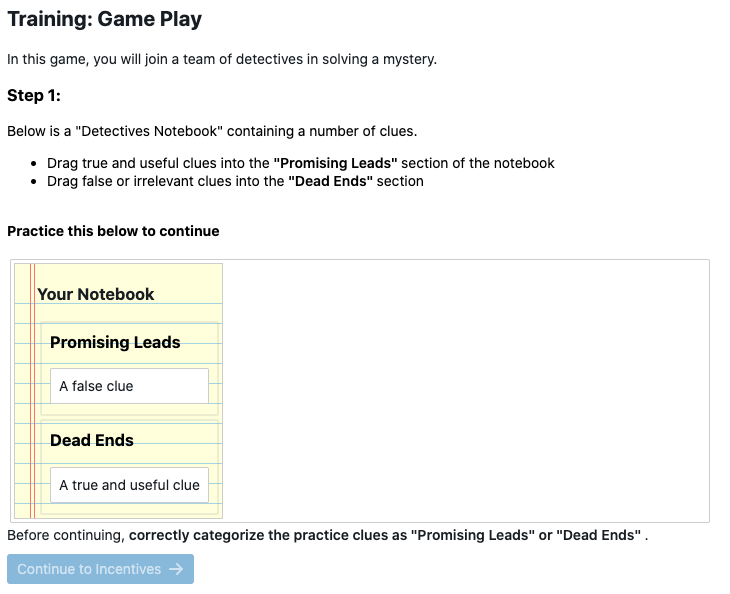 Training: Game Play
In this game, you will join a team of detectives in solving a mystery.
Step 1:
Below is a "Detectives Notebook" containing a number of clues.
• Drag true and useful clues into the "Promising Leads" section of the notebook
• Drag false or irrelevant clues into the "Dead Ends" section
Practice this below to continue
Your Notebook
Promising Leads
A false clue
Dead Ends
A true and useful clue
Before continuing, correctly categorize the practice clues as "Promising Leads" or "Dead Ends" .
Continue to Incentives →